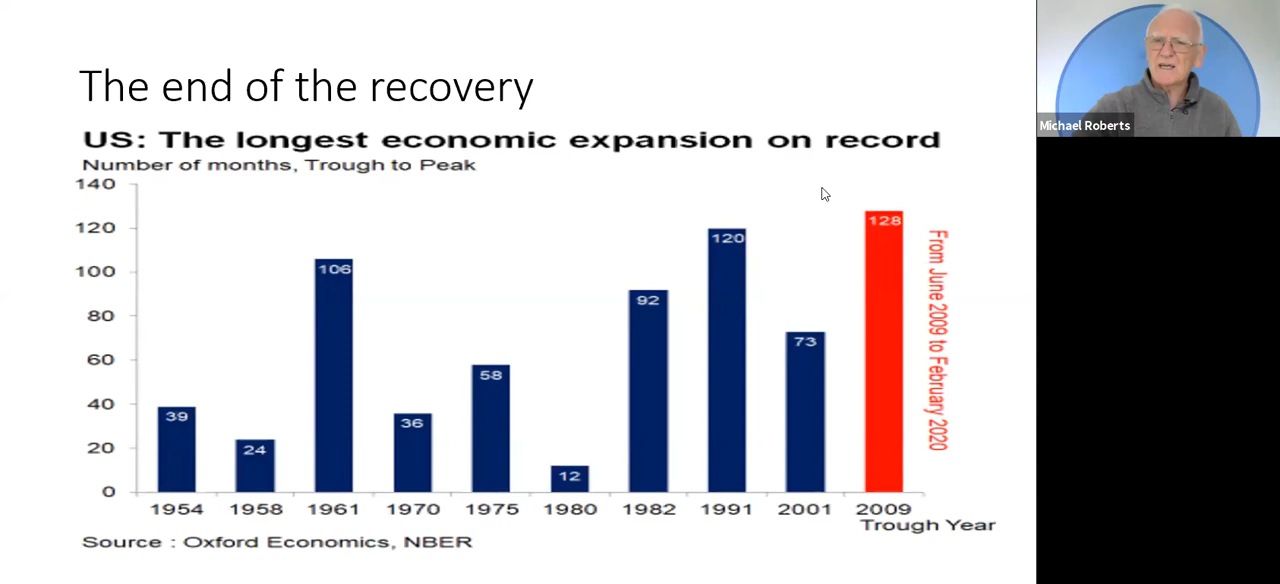 The end of the recovery
US: The longest economic expansion on record
Number of months, Trough to Peak
140
120
100
80
60
40
20
0
39
24
106
36
58
12
92
120
73
128
From June 2009 to February 2020
1954 1958 1961 1970 1975 1980 1982 1991 2001 2009
Trough Year
Source : Oxford Economics, NBER
Michael Roberts